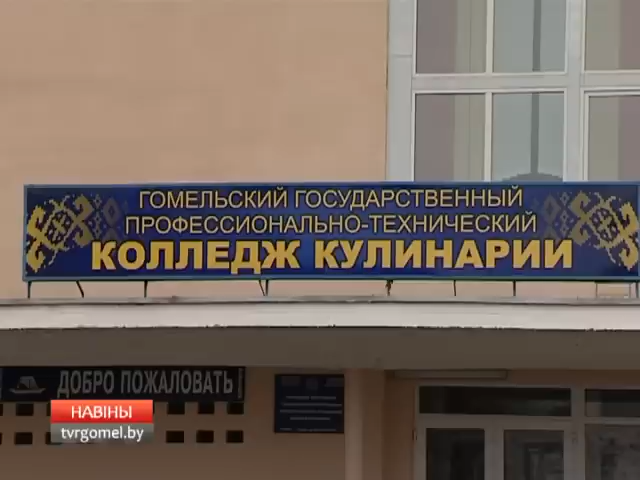 ГОМЕЛЬСКИЙ ГОСУДАРСТВЕННЫЙ
ПРОФЕССИОНАЛЬНО-ТЕХНИЧЕСКИЙ
КОЛЛЕДЖ КУЛИНАРИИ
ДОБРО ПОЖАЛОВАТЬ
НАВІНЫ
tvrgomel.by